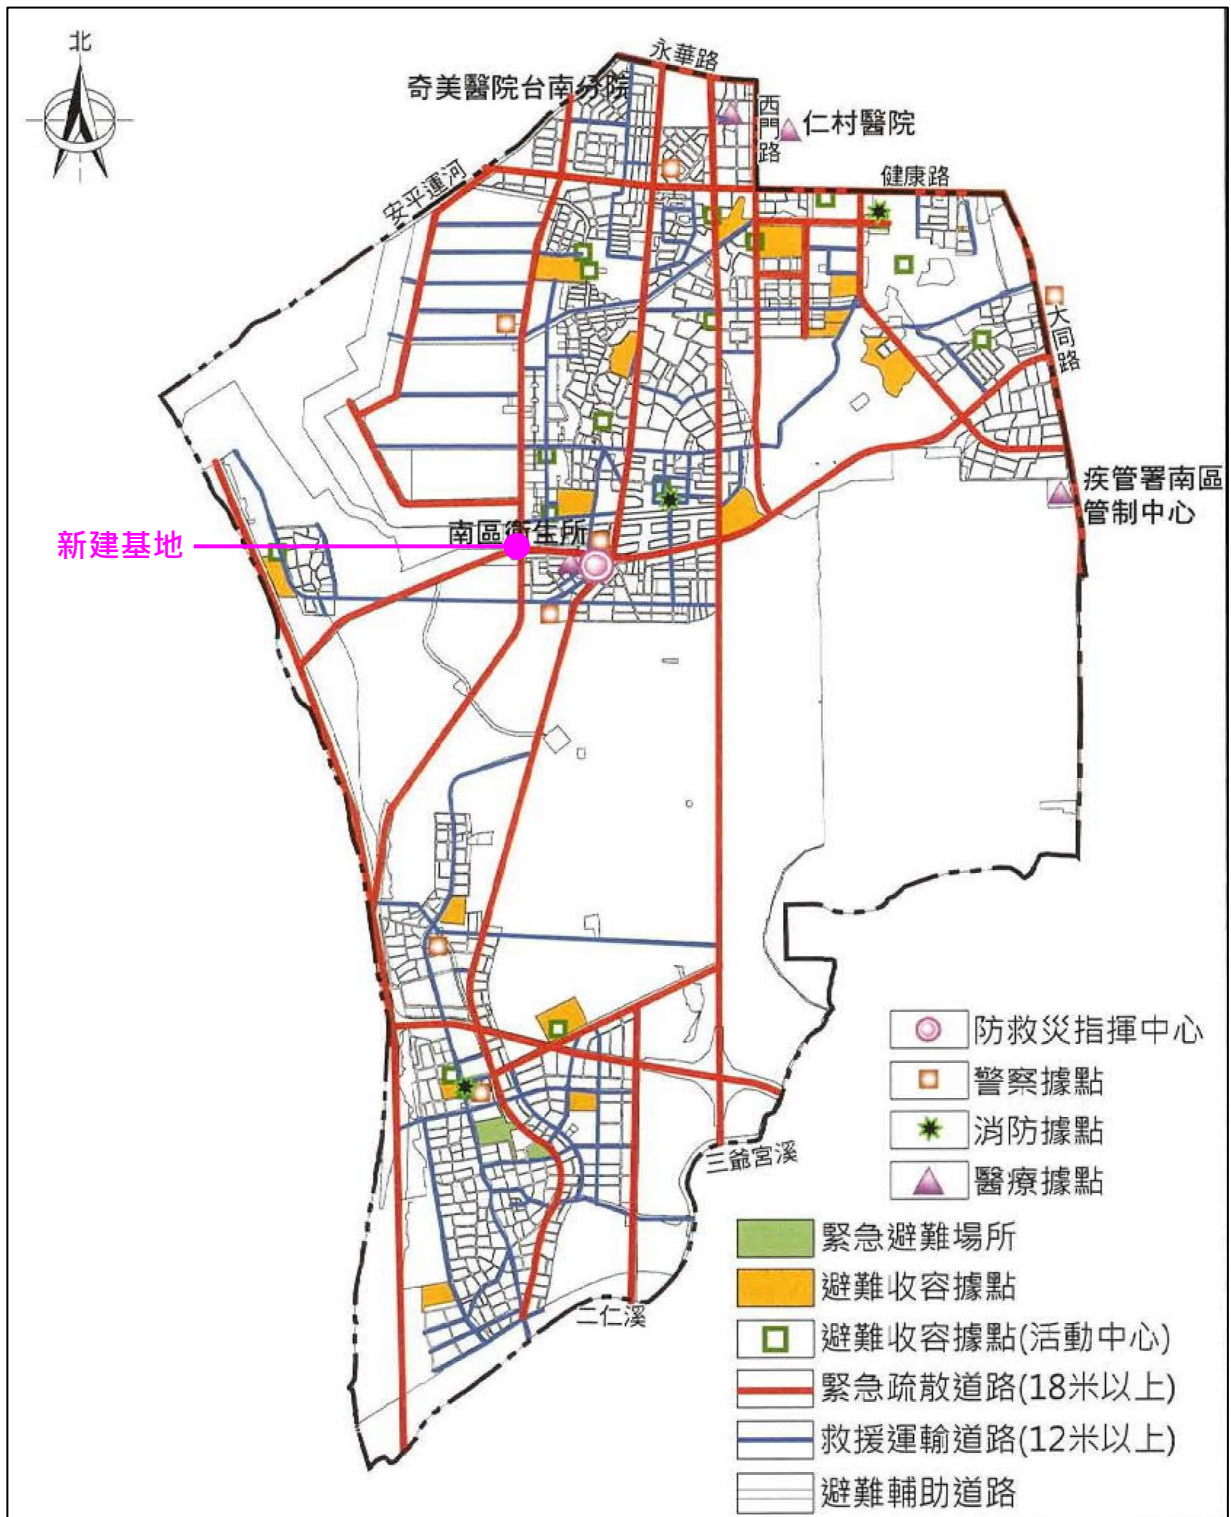 北
永華路
奇美醫院台南分院
西門路
仁村醫院
健康路
安平運河
大同路
疾管署南區
管制中心
南區衛生所
新建基地
防救災指揮中心
警察據點
消防據點
醫療據點
三爺宮溪
緊急避難場所
避難收容據點
二仁溪
避難收容據點(活動中心)
緊急疏散道路(18米以上)
救援運輸道路(12米以上)
避難輔助道路